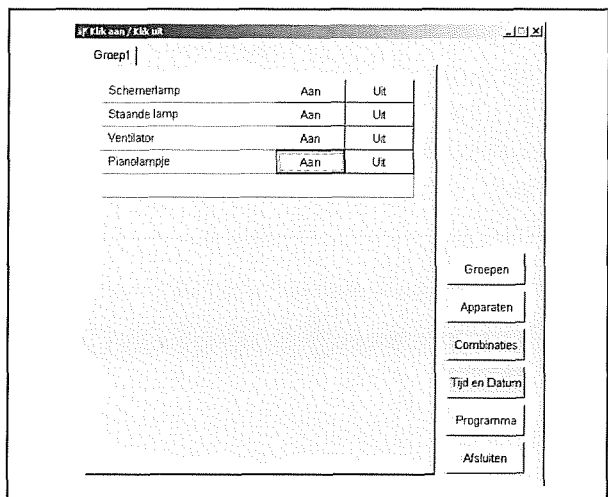 Klik aan / Klik uit
Groep1
Schemerlamp Aan Uit
Staande lamp Aan Uit
Ventilator Aan Uit
Pianolampje Aan Uit
Groepen
Apparaten
Combinaties
Tijd en Datum
Programma
Afsluiten